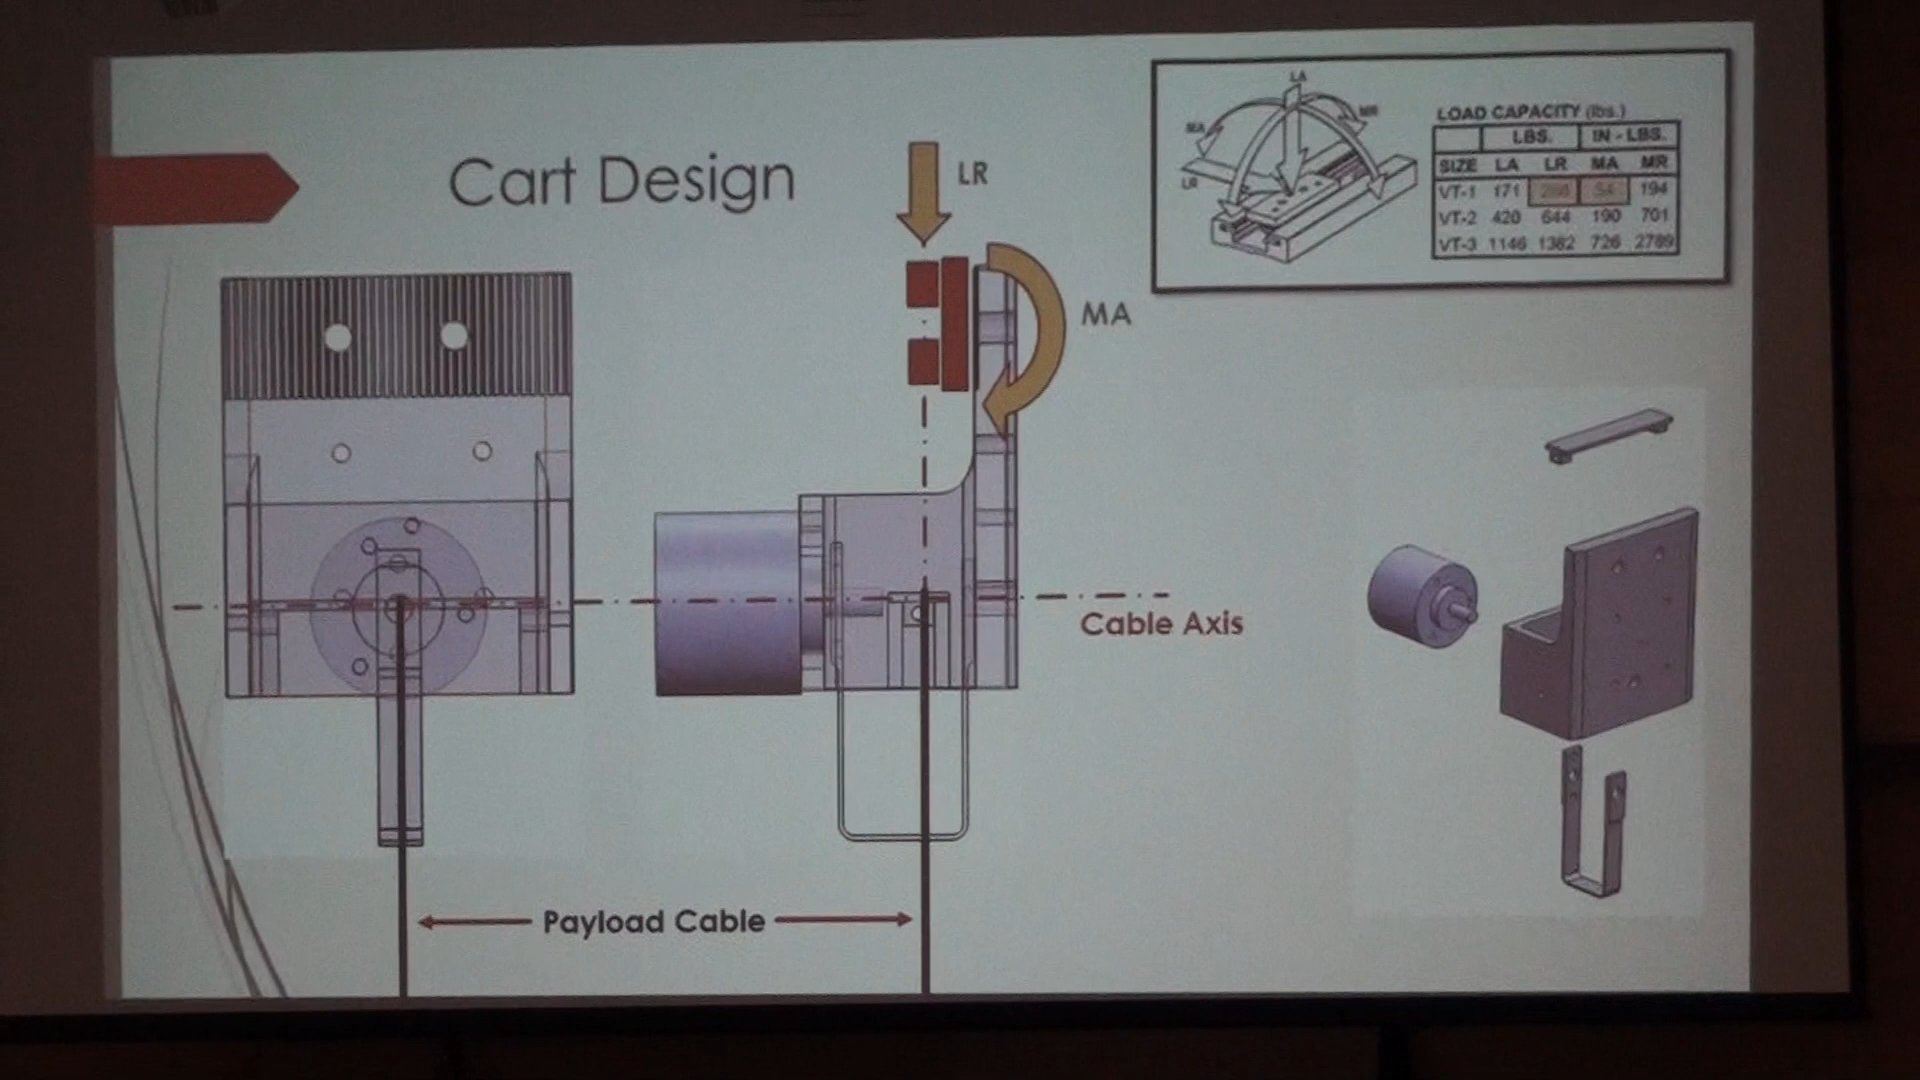 Cart Design
LR
MA
Cable Axis
Payload Cable
LA
MR
MA
LR
LOAD CAPACITY (lbs.)
LBS. IN - LBS.
SIZE LA LR MA MR
VT-1 171 194
VT-2 420 644 190 701
VT-3 1146 1382 726 2789